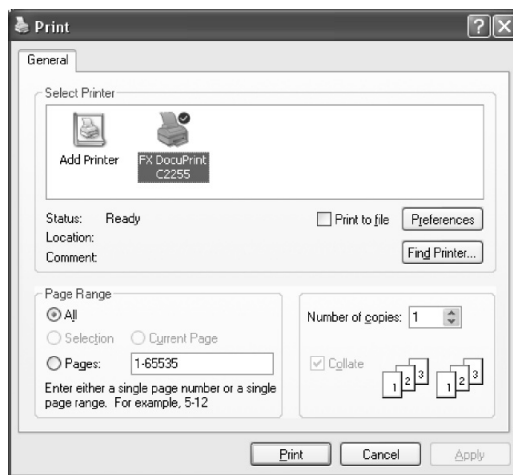 Print
General
Select Printer
Add Printer
FX DocuPrint
C2255
Status: Ready
Location:
Comment:
Print to file
Preferences
Find Printer...
Page Range
All
Selection
Current Page
Pages: 1-65535
Enter either a single page number or a single
page range. For example, 5-12
Number of copies: 1
Collate
1 2 3 1 2 3
Print Cancel Apply